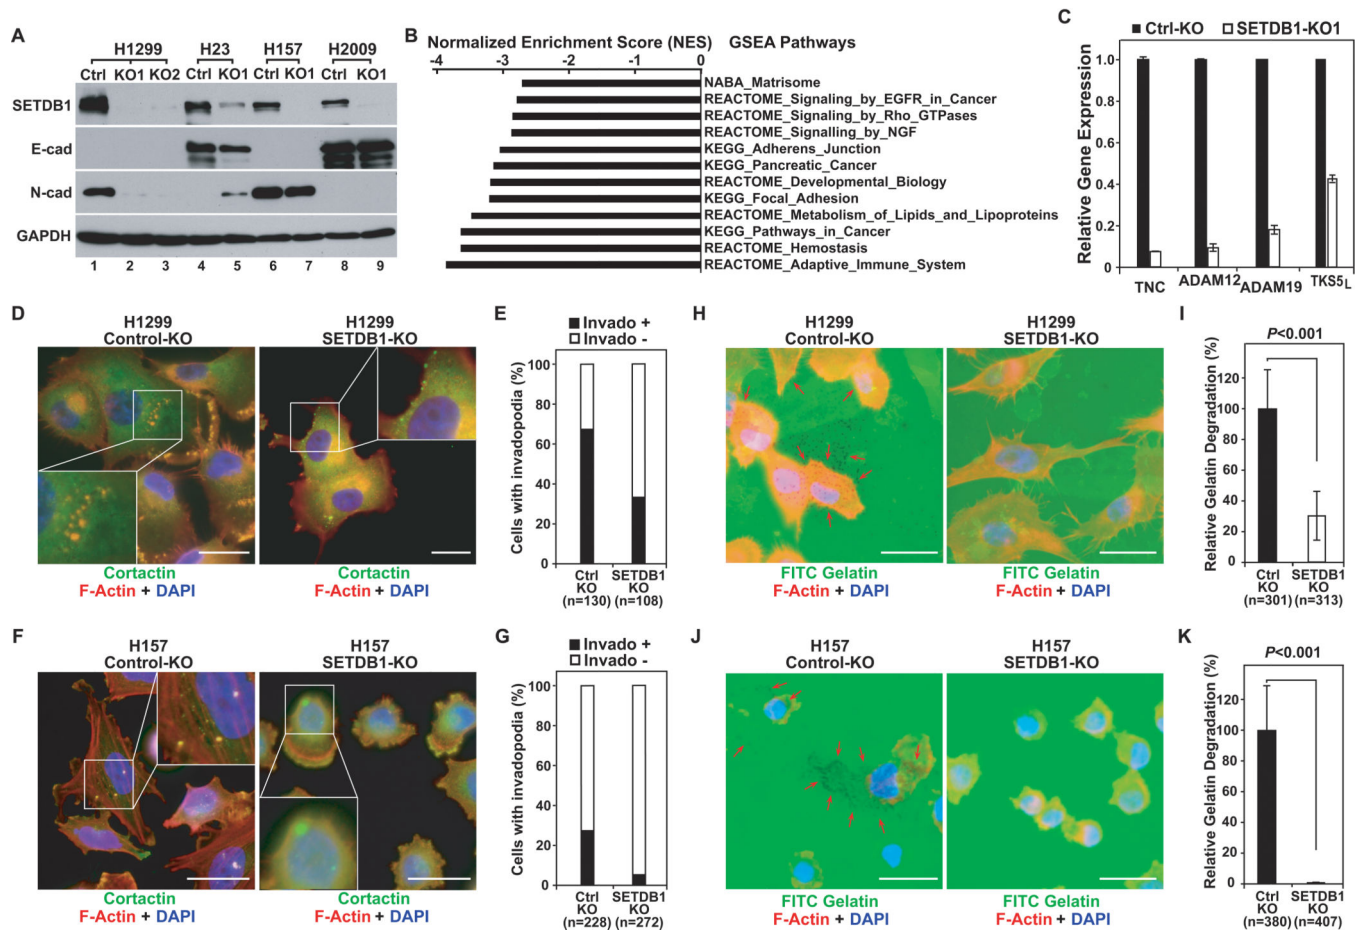 A
H1299 H23 H157 H2009
Ctrl KO1 KO2 Ctrl KO1 Ctrl KO1 Ctrl KO1
SETDB1
E-cad
N-cad
GAPDH
1 2 3 4 5 6 7 8 9
B
Normalized Enrichment Score (NES) GSEA Pathways
-4 -3 -2 -1 0
NABA_Matrisome
REACTOME_Signaling_by_EGFR_in_Cancer
REACTOME_Signaling_by_Rho_GTPases
REACTOME_Signalling_by_NGF
KEGG_Adherens_Junction
KEGG_Pancreatic_Cancer
REACTOME_Developmental_Biology
KEGG_Focal_Adhesion
REACTOME_Metabolism_of_Lipids_and_Lipoproteins
KEGG_Pathways_in_Cancer
REACTOME_Hemostasis
REACTOME_Adaptive_Immune_System
C
Ctrl-KO SETDB1-KO1
Relative Gene Expression
1.0
0.8
0.6
0.4
0.2
0
TNC ADAM12 ADAM19 TKS5L
D
H1299
Control-KO
H1299
SETDB1-KO
Cortactin
F-Actin + DAPI
Cortactin
F-Actin + DAPI
E
Invado +
Invado -
Cells with invadopodia (%)
100
80
60
40
20
0
Ctrl SETDB1
KO KO
(n=130) (n=108)
H
H1299
Control-KO
H1299
SETDB1-KO
FITC Gelatin
F-Actin + DAPI
FITC Gelatin
F-Actin + DAPI
I
P<0.001
Relative Gelatin Degradation (%)
120
100
80
60
40
20
0
Ctrl SETDB1
KO KO
(n=301) (n=313)
F
H157
Control-KO
H157
SETDB1-KO
Cortactin
F-Actin + DAPI
Cortactin
F-Actin + DAPI
G
Invado +
Invado -
Cells with invadopodia (%)
100
80
60
40
20
0
Ctrl SETDB1
KO KO
(n=228) (n=272)
J
H157
Control-KO
H157
SETDB1-KO
FITC Gelatin
F-Actin + DAPI
FITC Gelatin
F-Actin + DAPI
K
P<0.001
Relative Gelatin Degradation (%)
120
100
80
60
40
20
0
Ctrl SETDB1
KO KO
(n=380) (n=407)